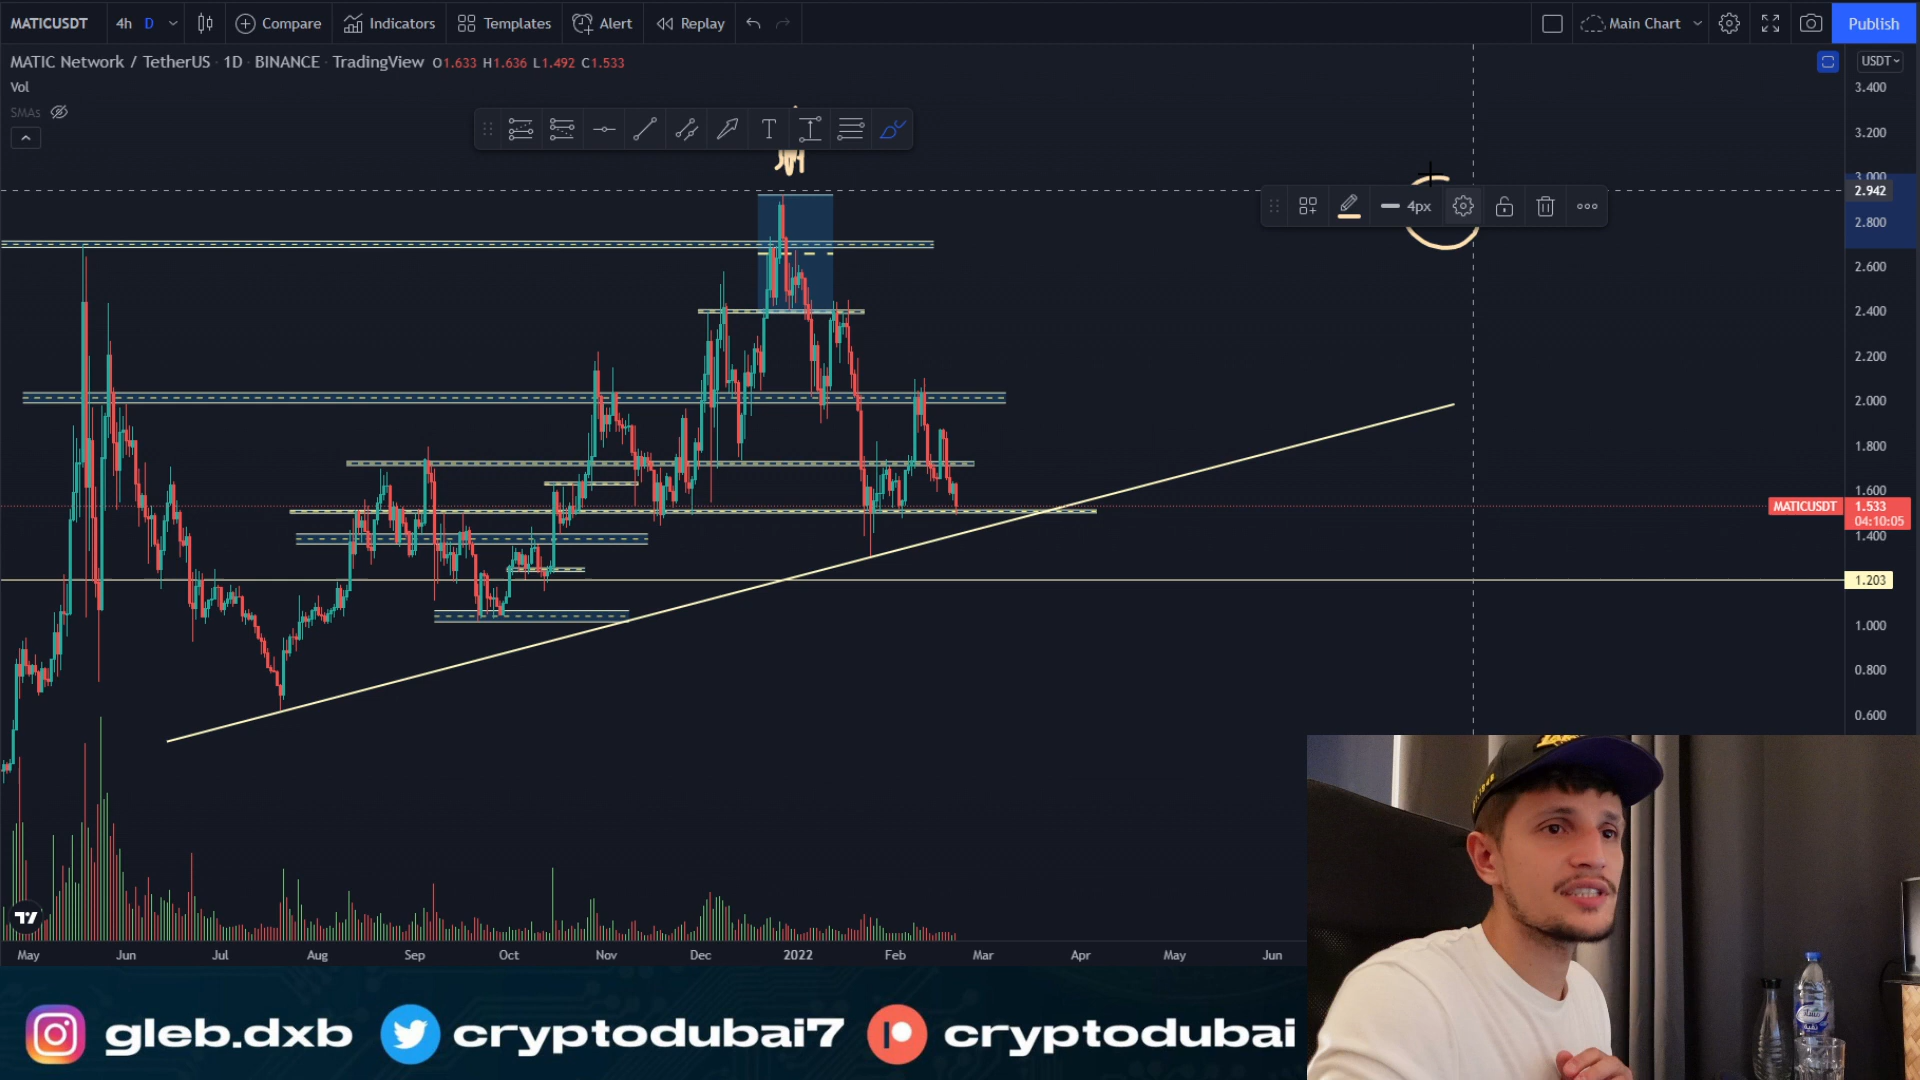 MATICUSDT 4h D Compare Indicators Templates Alert Replay Main Chart Publish
MATIC Network / TetherUS · 1D · BINANCE · TradingView O1.633 H1.636 L1.492 C1.533
USDT
Vol
SMAs
T
4px
3.400
3.200
3.000
2.942
2.800
2.600
2.400
2.200
2.000
1.800
1.600
MATICUSDT 1.533
04:10:05
1.400
1.203
1.000
0.800
0.600
May Jun Jul Aug Sep Oct Nov Dec 2022 Feb Mar Apr May Jun
gleb.dxb cryptodubai7 cryptodubai